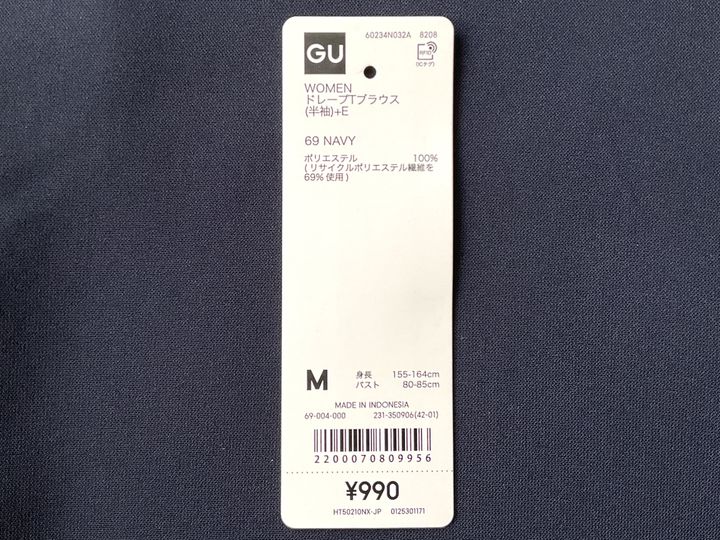 60234N032A 8208
GU
RFID
(ICタグ)
WOMEN
ドレープTブラウス
(半袖)+E
69 NAVY
ポリエステル 100%
(リサイクルポリエステル繊維を
69%使用)
M 身長 155-164cm
バスト 80-85cm
MADE IN INDONESIA
69-004-000 231-350906(42-01)
2200070809956
¥990
HT50210NX-JP 0125301171